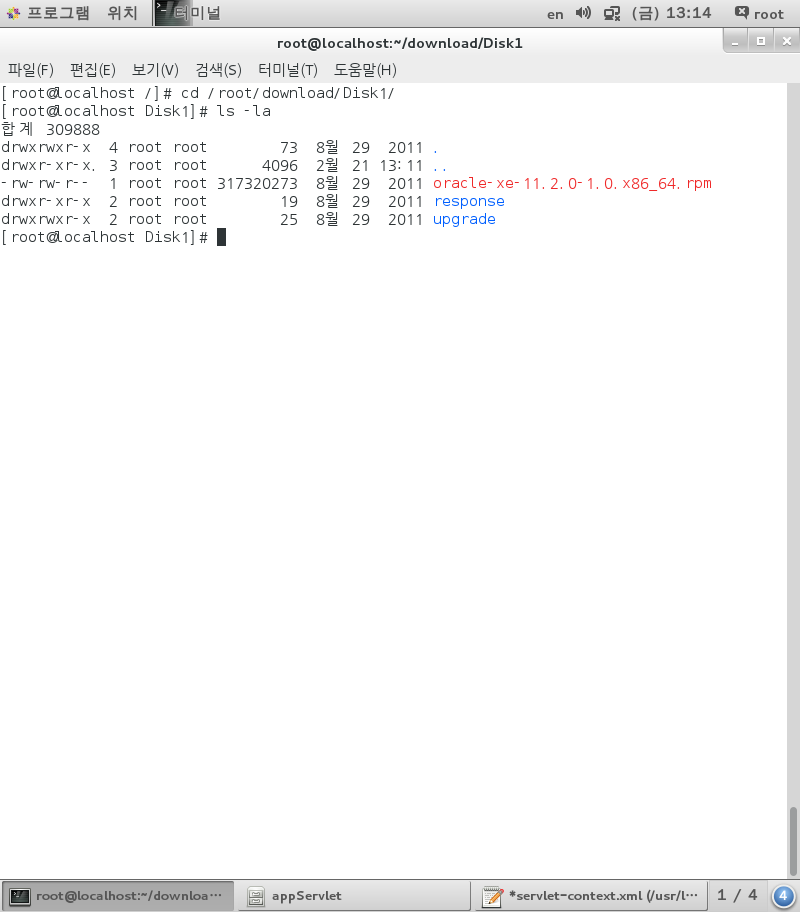 프로그램 위치 터미널 en (금) 13:14 root
root@localhost:~/download/Disk1
파일(F) 편집(E) 보기(V) 검색(S) 터미널(T) 도움말(H)
[root@localhost /]# cd /root/download/Disk1/
[root@localhost Disk1]# ls -la
합계 309888
drwxrwxr-x 4 root root 73 8월 29 2011 .
drwxr-xr-x. 3 root root 4096 2월 21 13:11 ..
-rw-rw-r-- 1 root root 317320273 8월 29 2011 oracle-xe-11.2.0-1.0.x86_64.rpm
drwxr-xr-x 2 root root 19 8월 29 2011 response
drwxrwxr-x 2 root root 25 8월 29 2011 upgrade
[root@localhost Disk1]#
root@localhost:~/downloa… appServlet *servlet-context.xml (/usr/l… 1 / 4 4